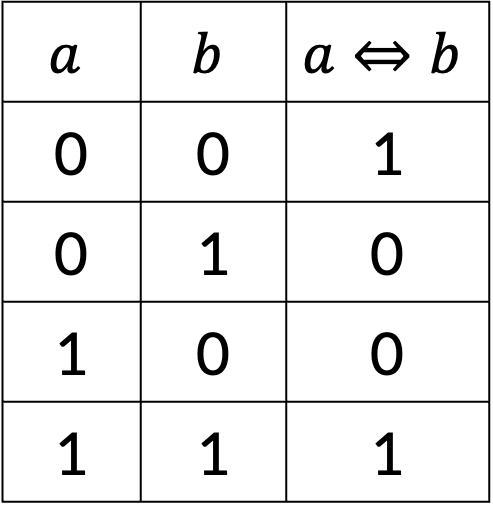 a b a ⇔ b
0 0 1
0 1 0
1 0 0
1 1 1